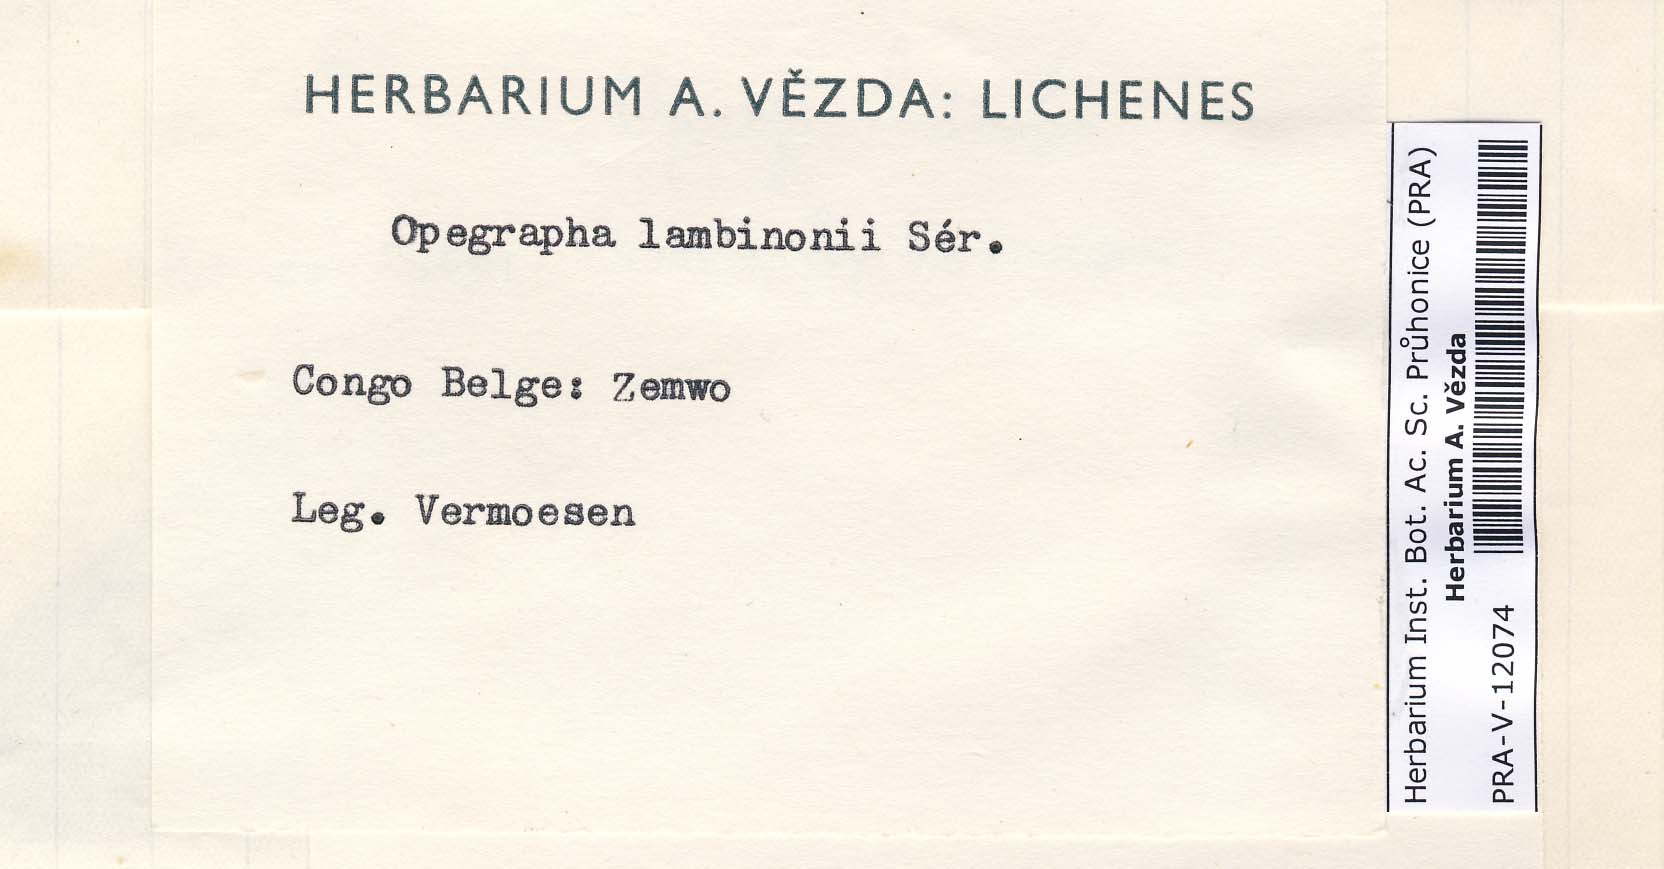 HERBARIUM A. VĚZDA: LICHENES
Opegrapha lambinonii Sér.
Congo Belge: Zemwo
Leg. Vermoesen
Herbarium Inst. Bot. Ac. Sc. Průhonice (PRA)
Herbarium A. Vězda
PRA-V-12074